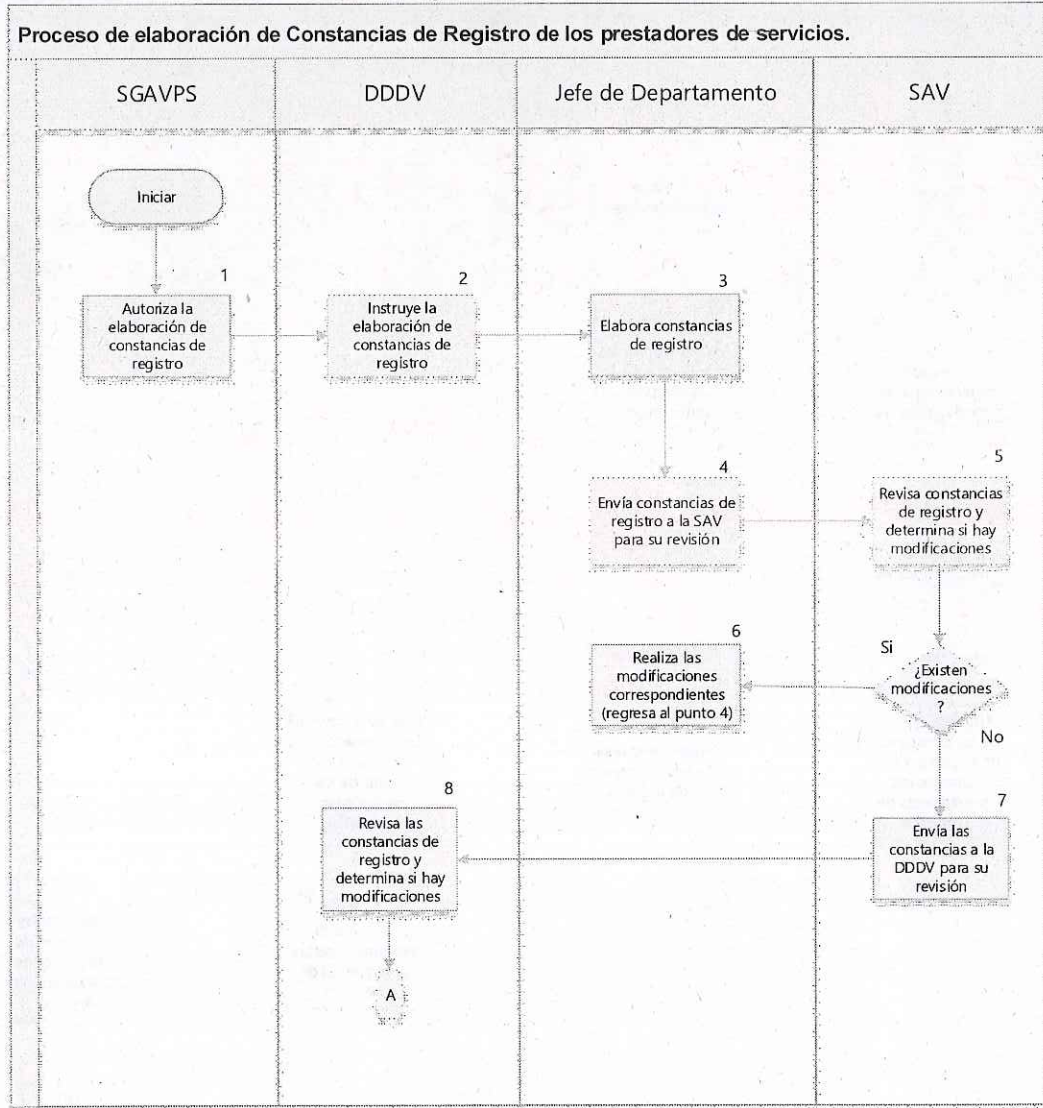 Proceso de elaboración de Constancias de Registro de los prestadores de servicios.
SGAVPS
DDDV
Jefe de Departamento
SAV
Iniciar
1
Autoriza la
elaboración de
constancias de
registro
2
Instruye la
elaboración de
constancias de
registro
3
Elabora constancias
de registro
4
Envía constancias de
registro a la SAV
para su revisión
5
Revisa constancias
de registro y
determina si hay
modificaciones
Si
¿Existen
modificaciones
?
No
6
Realiza las
modificaciones
correspondientes
(regresa al punto 4)
7
Envía las
constancias a la
DDDV para su
revisión
8
Revisa las
constancias de
registro y
determina si hay
modificaciones
A